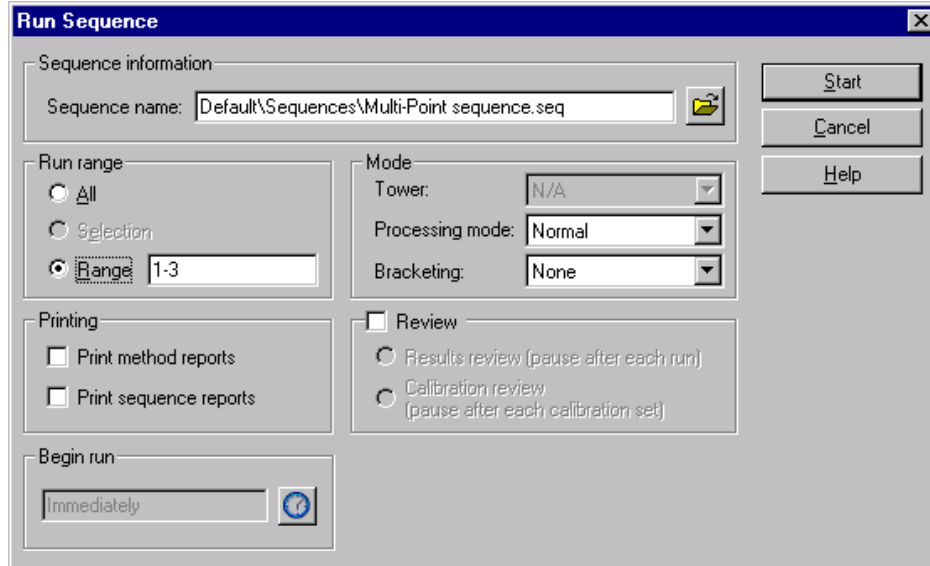 Run Sequence
Sequence information
Sequence name: Default\Sequences\Multi-Point sequence.seq
Start
Cancel
Help
Run range
All
Selection
Range 1-3
Mode
Tower: N/A
Processing mode: Normal
Bracketing: None
Printing
Print method reports
Print sequence reports
Review
Results review (pause after each run)
Calibration review
(pause after each calibration set)
Begin run
Immediately